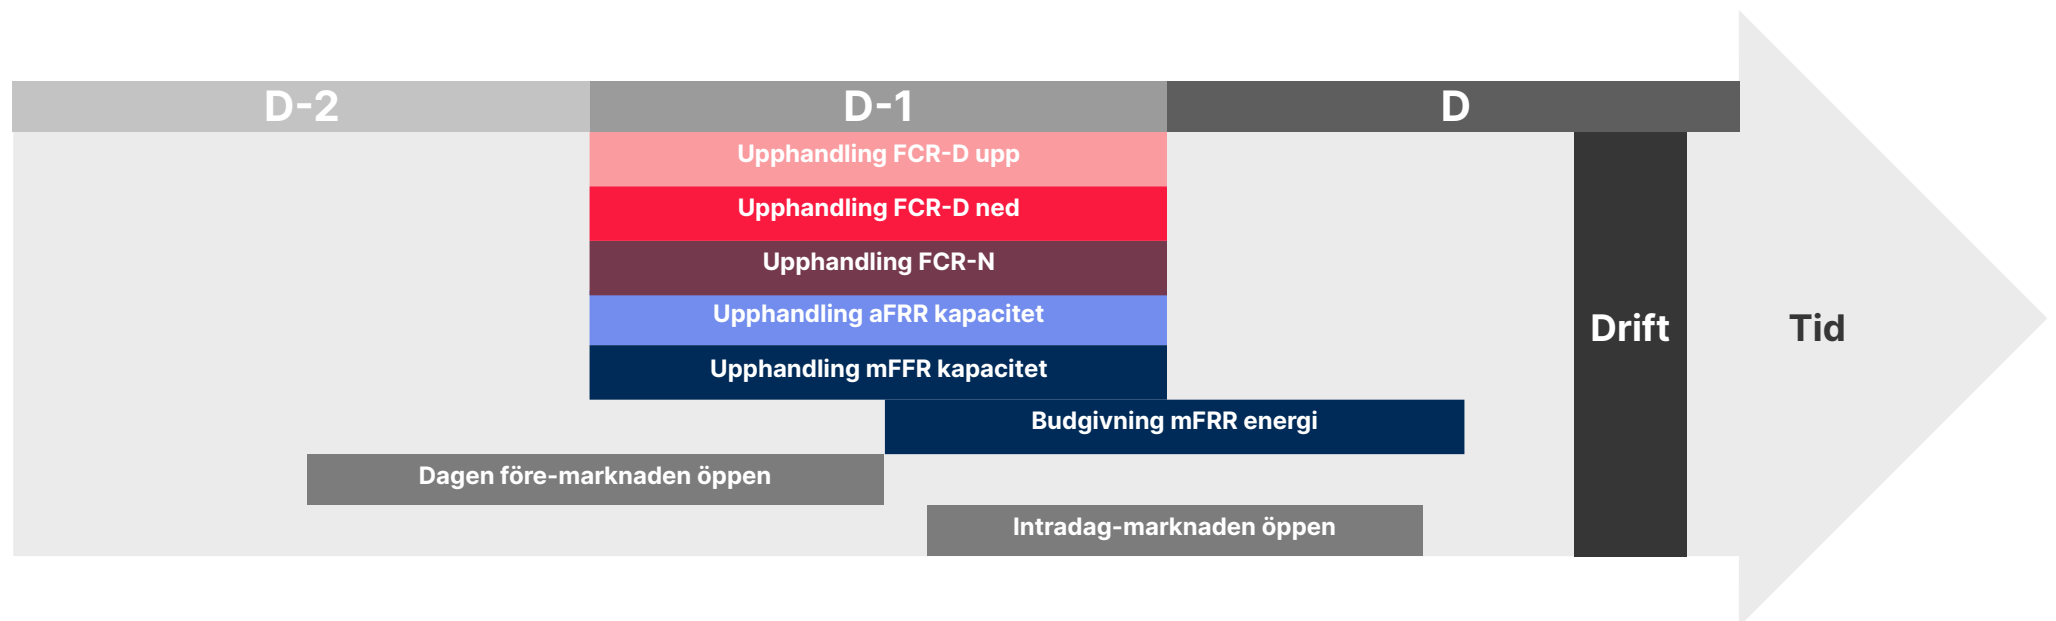 D-2
D-1
D
Upphandling FCR-D upp
Upphandling FCR-D ned
Upphandling FCR-N
Upphandling aFRR kapacitet
Upphandling mFFR kapacitet
Budgivning mFRR energi
Dagen före-marknaden öppen
Intradag-marknaden öppen
Drift
Tid